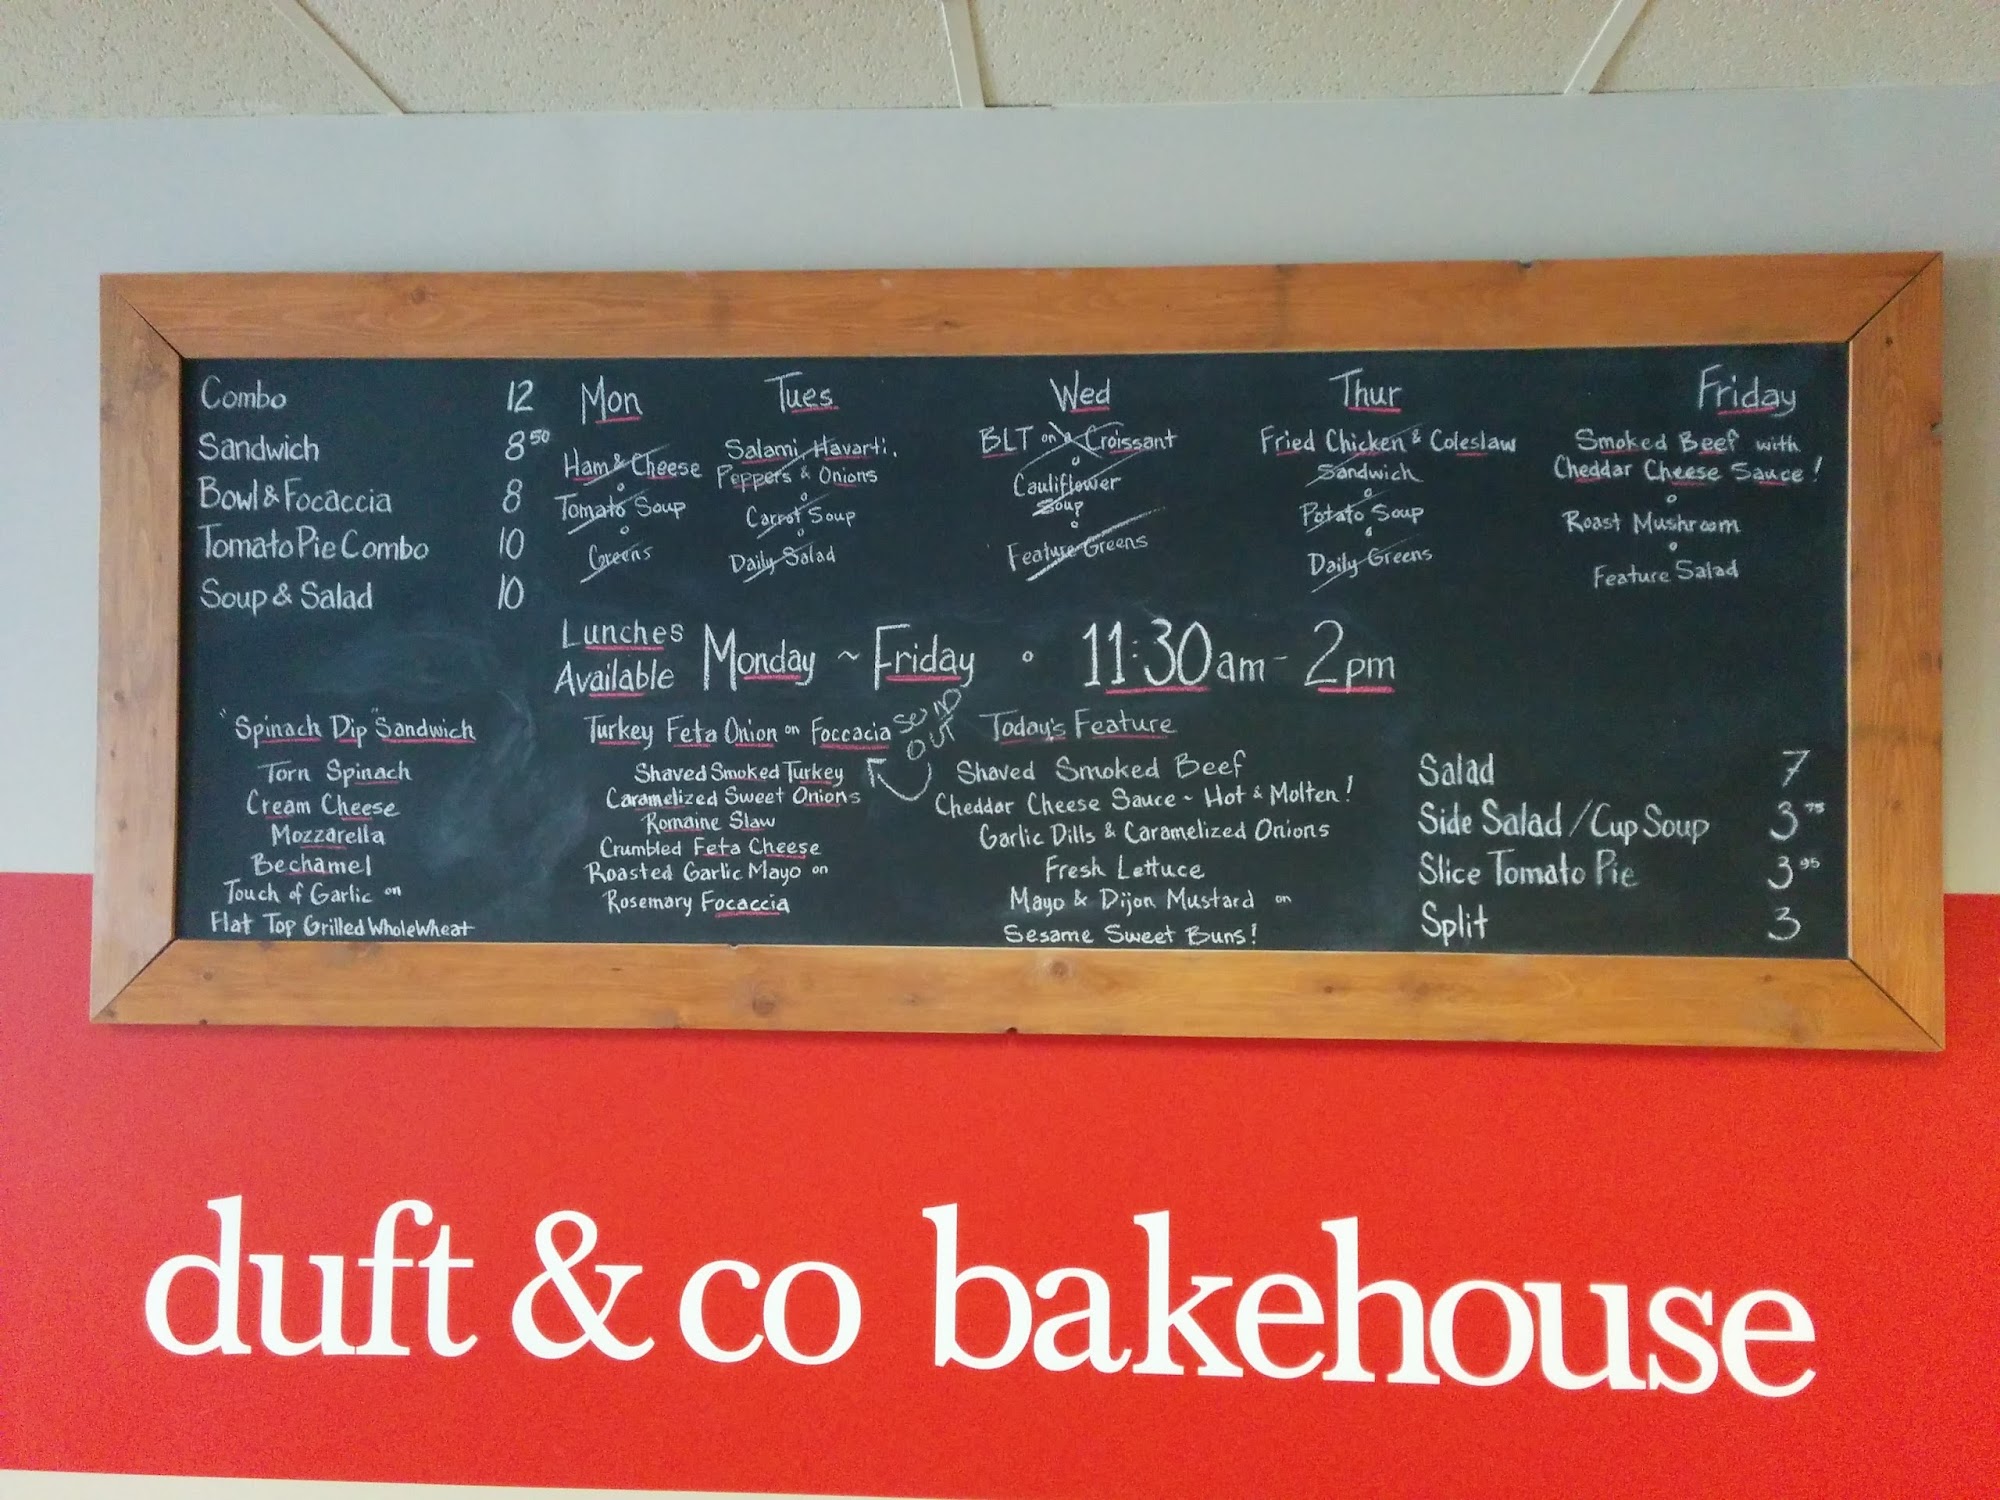 Combo 12
Sandwich 8 50
Bowl & Focaccia 8
Tomato Pie Combo 10
Soup & Salad 10
Mon
Ham & Cheese
Tomato Soup
Greens
Tues
Salami, Havarti,
Peppers & Onions
Carrot Soup
Daily Salad
Wed
BLT on a Croissant
Cauliflower
Soup
Feature Greens
Thur
Fried Chicken & Coleslaw
Sandwich
Potato Soup
Daily Greens
Friday
Smoked Beef with
Cheddar Cheese Sauce!
Roast Mushroom
Feature Salad
Lunches
Available
Monday ~ Friday 11:30am - 2pm
"Spinach Dip" Sandwich
Torn Spinach
Cream Cheese
Mozzarella
Bechamel
Touch of Garlic on
Flat Top Grilled WholeWheat
Turkey Feta Onion on Foccacia
Shaved Smoked Turkey
Caramelized Sweet Onions
Romaine Slaw
Crumbled Feta Cheese
Roasted Garlic Mayo on
Rosemary Focaccia
OUT
Today's Feature
Shaved Smoked Beef
Cheddar Cheese Sauce ~ Hot & Molten!
Garlic Dills & Caramelized Onions
Fresh Lettuce
Mayo & Dijon Mustard on
Sesame Sweet Buns!
Salad 7
Side Salad / Cup Soup 3 75
Slice Tomato Pie 3 95
Split 3
duft & co bakehouse